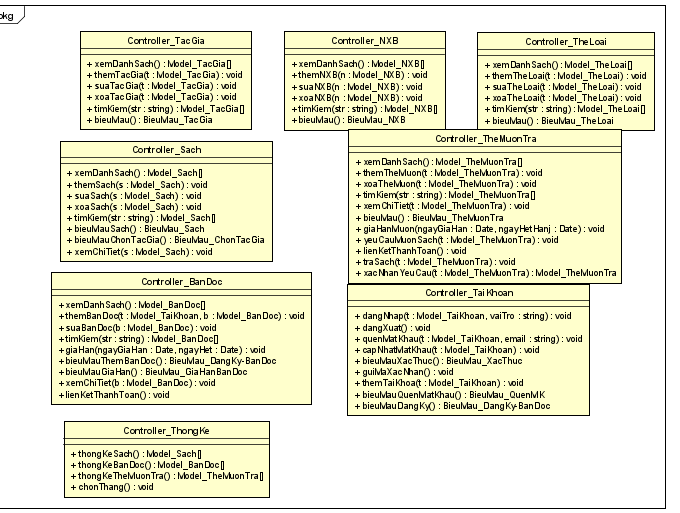 pkg
Controller_TacGia
+ xemDanhSach() : Model_TacGia[]
+ themTacGia(t : Model_TacGia) : void
+ suaTacGia(t : Model_TacGia) : void
+ xoaTacGia(t : Model_TacGia) : void
+ timKiem(str : string) : Model_TacGia[]
+ bieuMau() : BieuMau_TacGia
Controller_NXB
+ xemDanhSach() : Model_NXB[]
+ themNXB(n : Model_NXB) : void
+ suaNXB(n : Model_NXB) : void
+ xoaNXB(n : Model_NXB) : void
+ timKiem(str : string) : Model_NXB[]
+ bieuMau() : BieuMau_NXB
Controller_TheLoai
+ xemDanhSach() : Model_TheLoai[]
+ themTheLoai(t : Model_TheLoai) : void
+ suaTheLoai(t : Model_TheLoai) : void
+ xoaTheLoai(t : Model_TheLoai) : void
+ timKiem(str : string) : Model_TheLoai[]
+ bieuMau() : BieuMau_TheLoai
Controller_Sach
+ xemDanhSach() : Model_Sach[]
+ themSach(s : Model_Sach) : void
+ suaSach(s : Model_Sach) : void
+ xoaSach(s : Model_Sach) : void
+ timKiem(str : string) : Model_Sach[]
+ bieuMauSach() : BieuMau_Sach
+ bieuMauChonTacGia() : BieuMau_ChonTacGia
+ xemChiTiet(s : Model_Sach) : void
Controller_TheMuonTra
+ xemDanhSach() : Model_TheMuonTra[]
+ themTheMuon(t : Model_TheMuonTra) : void
+ xoaTheMuon(t : Model_TheMuonTra) : void
+ timKiem(str : string) : Model_TheMuonTra[]
+ xemChiTiet(t : Model_TheMuonTra) : void
+ bieuMau() : BieuMau_TheMuonTra
+ giaHanMuon(ngayGiaHan : Date, ngayHetHanj : Date) : void
+ yeuCauMuonSach(t : Model_TheMuonTra) : void
+ lienKetThanhToan() : void
+ traSach(t : Model_TheMuonTra) : void
+ xacNhanYeuCau(t : Model_TheMuonTra) : Model_TheMuonTra
Controller_BanDoc
+ xemDanhSach() : Model_BanDoc[]
+ themBanDoc(t : Model_TaiKhoan, b : Model_BanDoc) : void
+ suaBanDoc(b : Model_BanDoc) : void
+ timKiem(str : string) : Model_BanDoc[]
+ giaHan(ngayGiaHan : Date, ngayHet : Date) : void
+ bieuMauThemBanDoc() : BieuMau_DangKy-BanDoc
+ bieuMauGiaHan() : BieuMau_GiaHanBanDoc
+ xemChiTiet(b : Model_BanDoc) : void
+ lienKetThanhToan() : void
Controller_TaiKhoan
+ dangNhap(t : Model_TaiKhoan, vaiTro : string) : void
+ dangXuat() : void
+ quenMatKhau(t : Model_TaiKhoan, email : string) : void
+ capNhatMatKhau(t : Model_TaiKhoan) : void
+ bieuMauXacThuc() : BieuMau_XacThuc
+ guiMaXacNhan() : void
+ themTaiKhoa(t : Model_TaiKhoan) : void
+ bieuMauQuenMatKhau() : BieuMau_QuenMK
+ bieuMauDangKy() : BieuMau_DangKy-BanDoc
Controller_ThongKe
+ thongKeSach() : Model_Sach[]
+ thongKeBanDoc() : Model_BanDoc[]
+ thongKeTheMuonTra() : Model_TheMuonTra[]
+ chonThang() : void